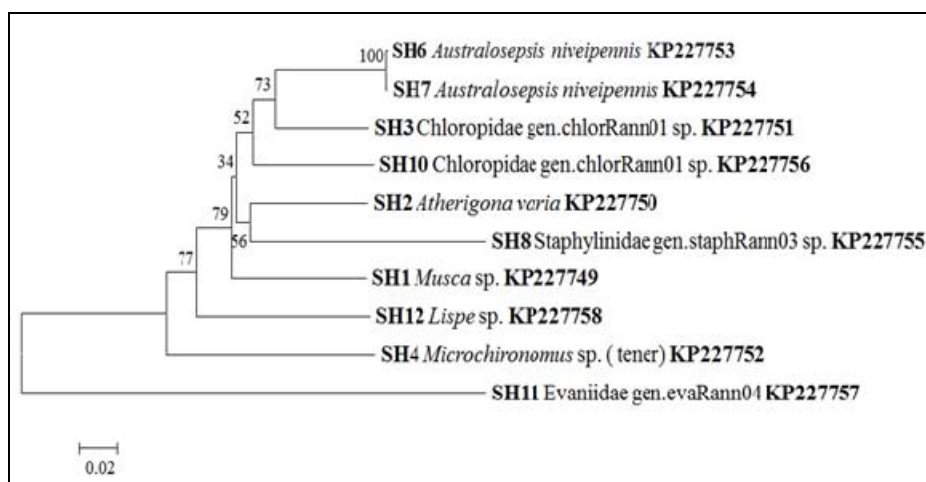 100 SH6 Australosepsis niveipennis KP227753
SH7 Australosepsis niveipennis KP227754
73
SH3 Chloropidae gen.chlorRann01 sp. KP227751
52
SH10 Chloropidae gen.chlorRann01 sp. KP227756
34
SH2 Atherigona varia KP227750
79
56
SH8 Staphylinidae gen.staphRann03 sp. KP227755
77
SH1 Musca sp. KP227749
SH12 Lispe sp. KP227758
SH4 Microchironomus sp. ( tener) KP227752
SH11 Evaniidae gen.evaRann04 KP227757
0.02